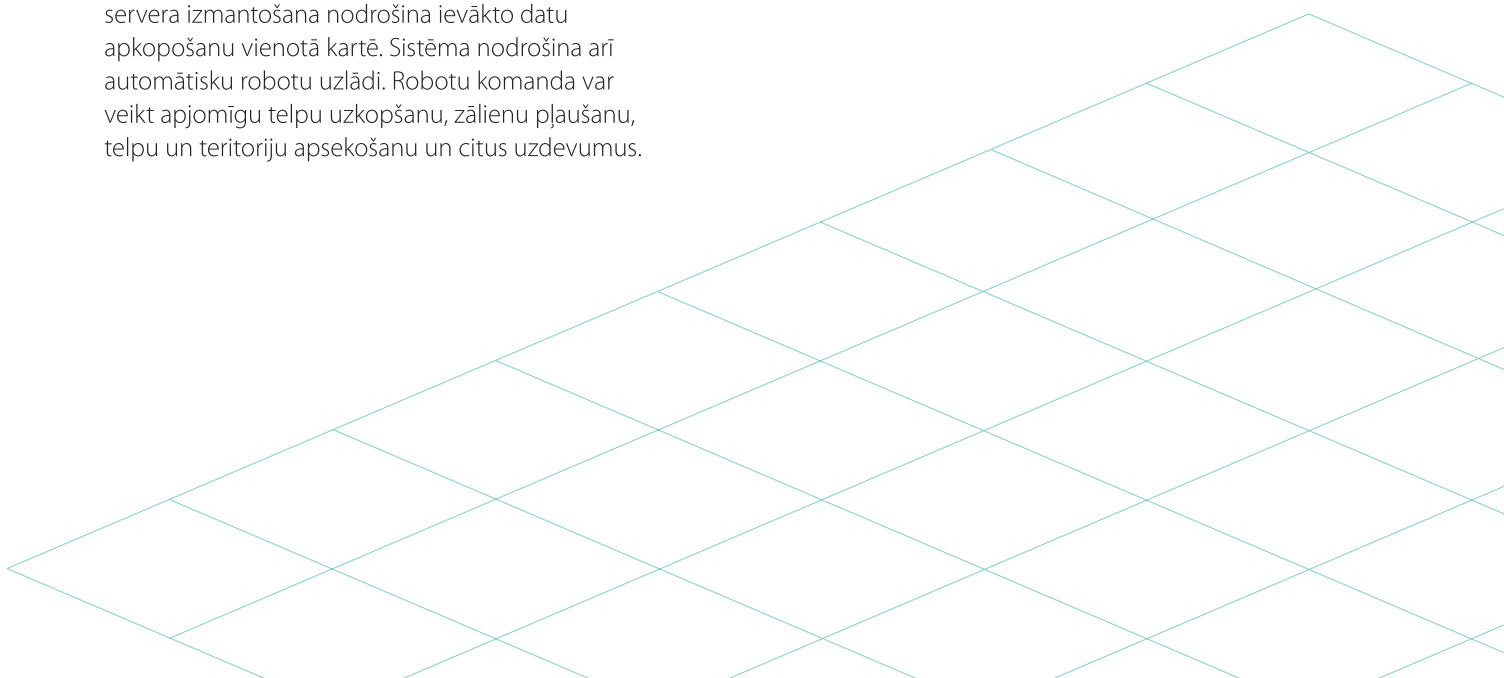 servera izmantošana nodrošina ievākto datu
apkopošanu vienotā kartē. Sistēma nodrošina arī
automātisku robotu uzlādi. Robotu komanda var
veikt apjomīgu telpu uzkopšanu, zālienu pļaušanu,
telpu un teritoriju apsekošanu un citus uzdevumus.